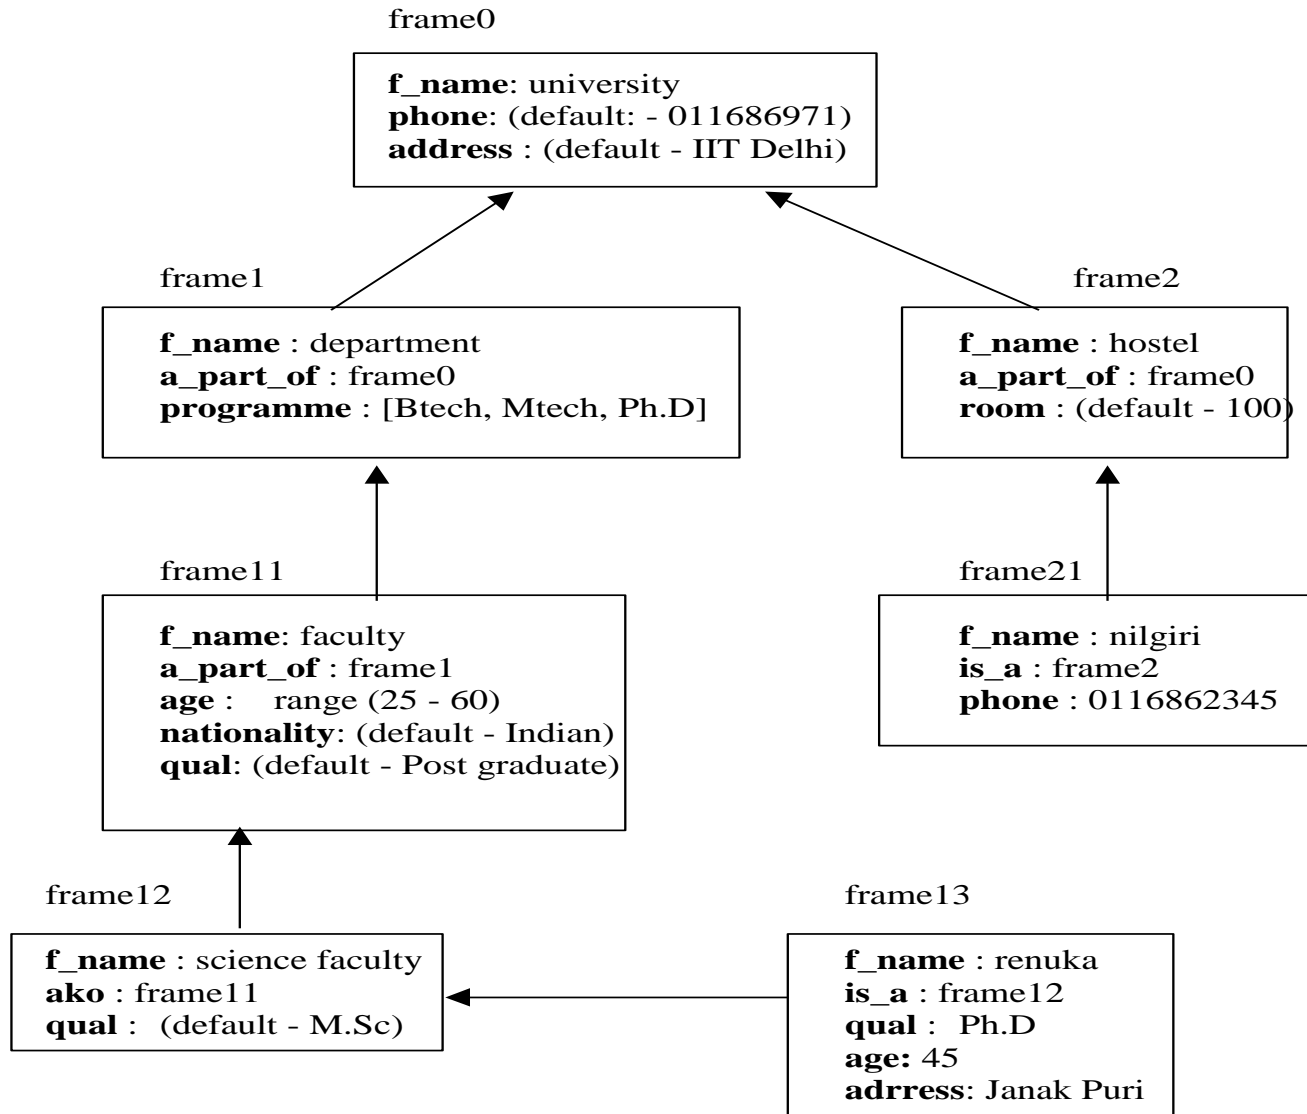 frame0
f_name: university
phone: (default: - 011686971)
address : (default - IIT Delhi)
frame1
f_name : department
a_part_of : frame0
programme : [Btech, Mtech, Ph.D]
frame2
f_name : hostel
a_part_of : frame0
room : (default - 100)
frame11
f_name: faculty
a_part_of : frame1
age : range (25 - 60)
nationality: (default - Indian)
qual: (default - Post graduate)
frame21
f_name : nilgiri
is_a : frame2
phone : 0116862345
frame12
f_name : science faculty
ako : frame11
qual : (default - M.Sc)
frame13
f_name : renuka
is_a : frame12
qual : Ph.D
age: 45
adrress: Janak Puri